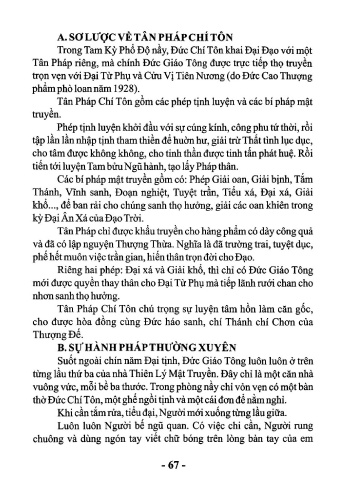 A. SƠ LƯỢC VỀ TÂN PHÁP CHÍ TÔN
Trong Tam Kỳ Phổ Độ nầy, Đức Chí Tôn khai Đại Đạo với một
Tân Pháp riêng, mà chính Đức Giáo Tông được trực tiếp thọ truyền
trọn vẹn với Đại Từ Phụ và Cửu Vị Tiên Nương (do Đức Cao Thượng
phẩm phò loan năm 1928).
Tân Pháp Chí Tôn gồm các phép tịnh luyện và các bí pháp mật
truyền.
Phép tịnh luyện khởi đầu với sự cúng kính, công phu tứ thời, rồi
tập lần lần nhập tịnh tham thiền để huờn hư, giải trừ Thất tình lục dục,
cho tâm được không không, cho tinh thần được tinh tấn phát huệ. Rồi
tiến tới luyện Tam bửu Ngũ hành, tạo lấy Pháp thân.
Các bí pháp mật truyền gồm có: Phép Giải oan, Giải bịnh, Tắm
Thánh, Vĩnh sanh, Đoạn nghiệt, Tuyệt trần, Tiểu xá, Đại xá, Giải
khổ..., để ban rải cho chúng sanh thọ hưởng, giải các oan khiên trong
kỳ Đại Ân Xá của Đạo Trời.
Tân Pháp chỉ được khẩu truyền cho hàng phẩm có dày công quả
và đã có lập nguyện Thượng Thừa. Nghĩa là đã trường trai, tuyệt dục,
phế hết muôn việc trần gian, hiến thân trọn đời cho Đạo.
Riêng hai phép: Đại xá và Giải khổ, thì chỉ có Đức Giáo Tông
mới được quyền thay thân cho Đại Từ Phụ mà tiếp lãnh rưới chan cho
nhơn sanh thọ hưởng.
Tân Pháp Chí Tôn chú trọng sự luyện tâm hồn làm căn gốc,
cho được hòa đồng cùng Đức háo sanh, chí Thánh chí Chơn của
Thượng Đế.
B. SỰ HÀNH PHÁP THƯỜNG XUYÊN
Suốt ngoài chín năm Đại tịnh, Đức Giáo Tông luôn luôn ở trên
từng lầu thứ ba của nhà Thiên Lý Mật Truyền. Đây chỉ là một căn nhà
vuông vức, mỗi bề ba thước. Trong phòng nầy chỉ vỏn vẹn có một bàn
thờ Đức Chí Tôn, một ghế ngồi tịnh và một cái đơn để nằm nghỉ.
Khi cần tắm rửa, tiểu đại, Người mới xuống từng lầu giữa.
Luôn luôn Người bế ngũ quan. Có việc chi cần, Người rung
chuông và dùng ngón tay viết chữ bóng trên lòng bàn tay của em
- 67 -